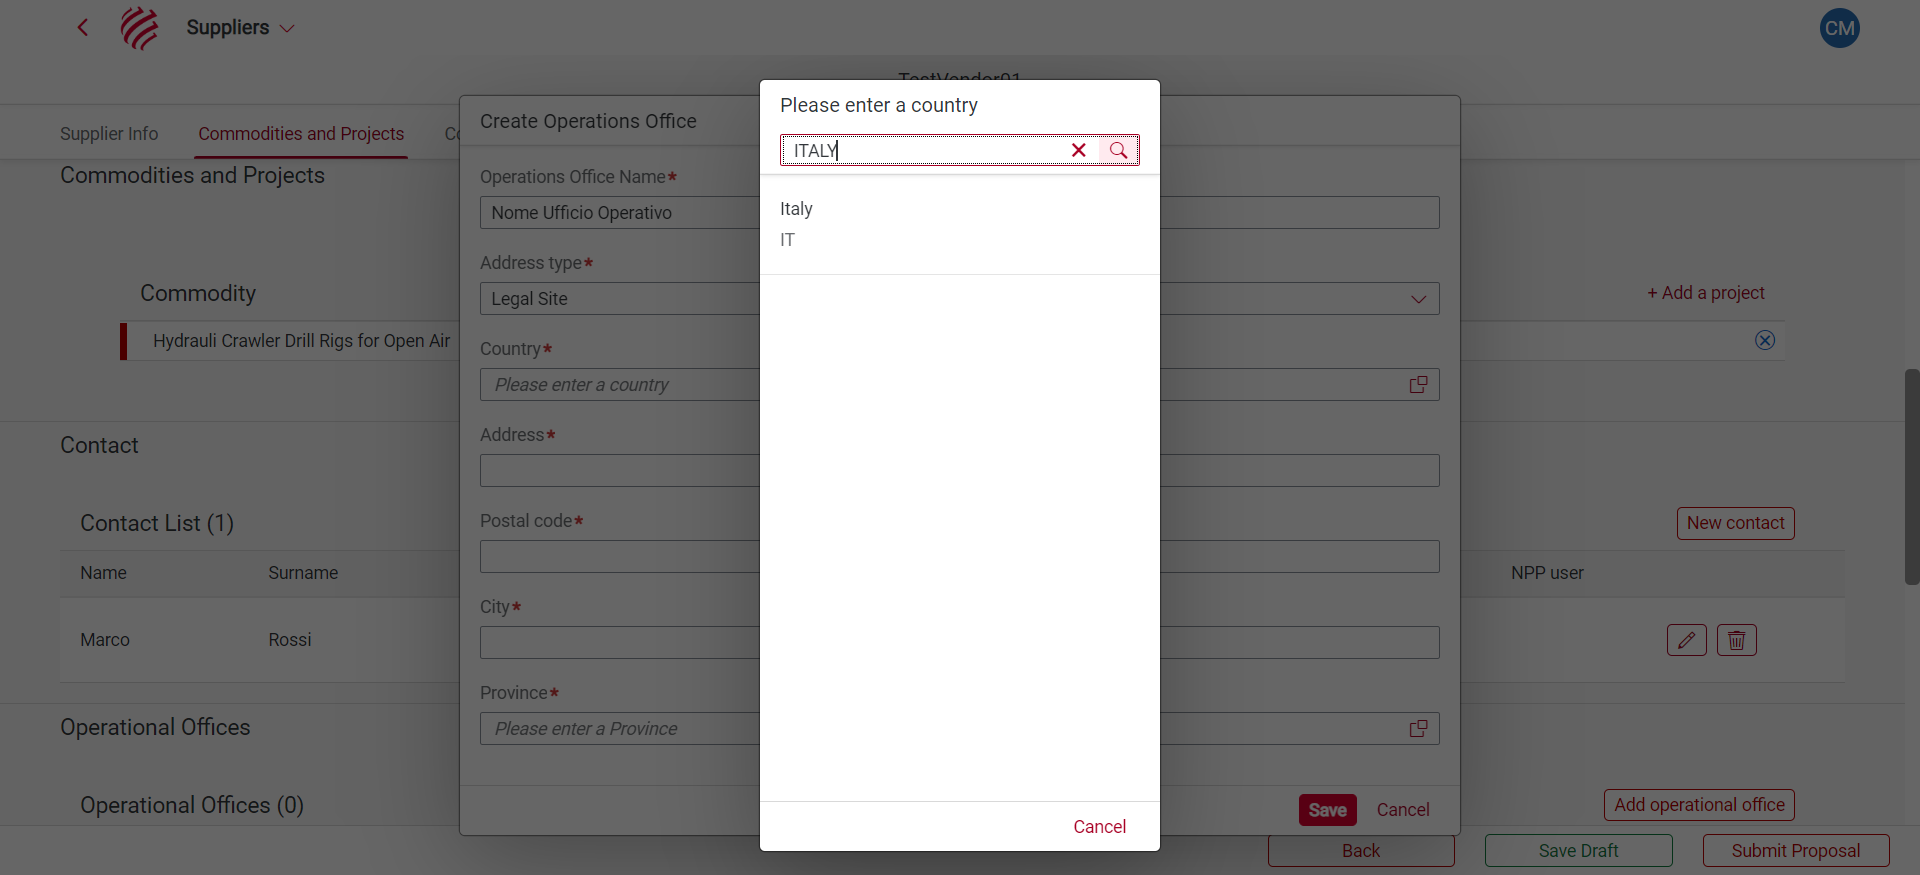 Suppliers
CM
TestVendor01
Supplier Info
Commodities and Projects
Commodities and Projects
Commodity
+ Add a project
Hydrauli Crawler Drill Rigs for Open Air
Contact
Contact List (1)
New contact
Name
Surname
NPP user
Marco
Rossi
Operational Offices
Operational Offices (0)
Add operational office
Back
Save Draft
Submit Proposal
Create Operations Office
Operations Office Name*
Nome Ufficio Operativo
Address type*
Legal Site
Country*
Please enter a country
Address*
Postal code*
City*
Province*
Please enter a Province
Save
Cancel
Please enter a country
ITALY
Italy
IT
Cancel